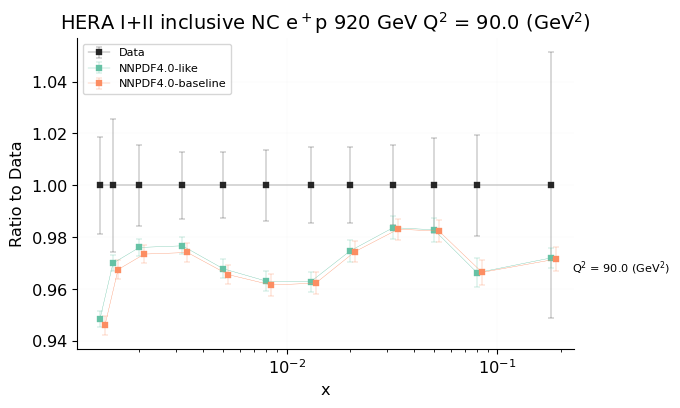 HERA I+II inclusive NC e⁺p 920 GeV Q² = 90.0 (GeV²)
Data
NNPDF4.0-like
NNPDF4.0-baseline
Ratio to Data
1.04
1.02
1.00
0.98
0.96
0.94
Q² = 90.0 (GeV²)
10⁻²
10⁻¹
x